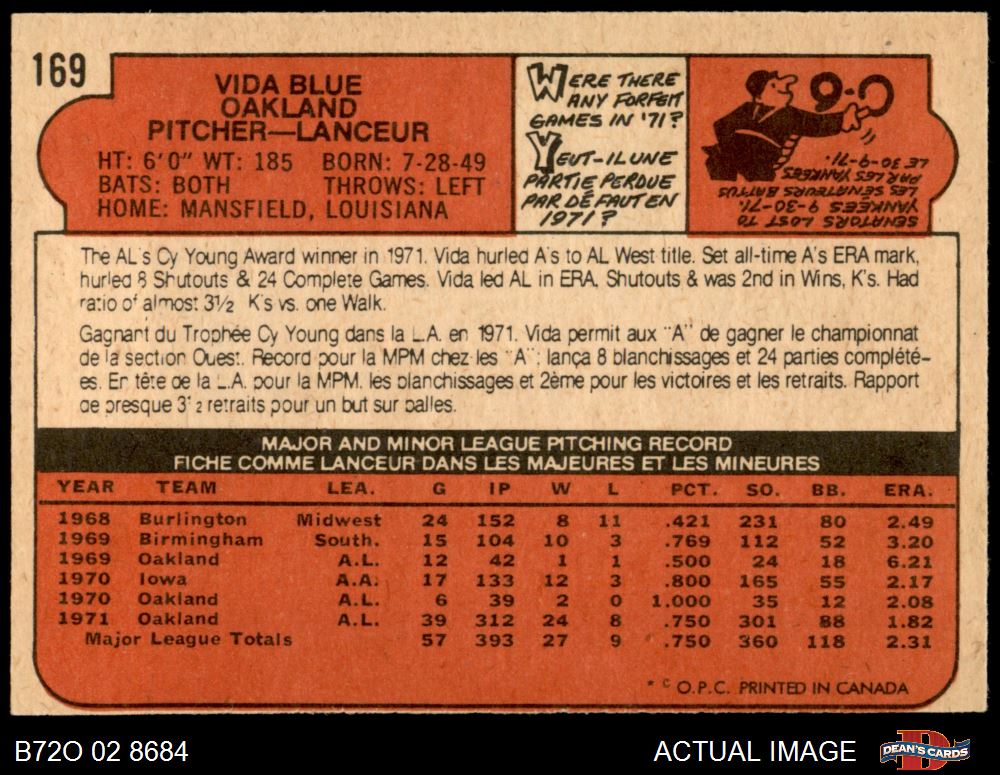 169
VIDA BLUE
OAKLAND
PITCHER—LANCEUR
HT: 6'0" WT: 185 BORN: 7-28-49
BATS: BOTH THROWS: LEFT
HOME: MANSFIELD, LOUISIANA
WERE THERE
ANY FORFEIT
GAMES IN '71?
YEUT-IL UNE
PARTIE PERDUE
PAR DÉFAUT EN
1971?
9-0
SENATORS LOST TO
YANKEES 9-30-71.
LES SÉNATEURS BATTUS
PAR LES YANKEES
LE 30-9-71.
The AL's Cy Young Award winner in 1971. Vida hurled A's to AL West title. Set all-time A's ERA mark,
hurled 8 Shutouts & 24 Complete Games. Vida led AL in ERA, Shutouts & was 2nd in Wins, K's. Had
ratio of almost 3½ K's vs. one Walk.
Gagnant du Trophée Cy Young dans la L.A. en 1971. Vida permit aux "A" de gagner le championnat
de la section Ouest. Record pour la MPM chez les "A": lança 8 blanchissages et 24 parties complété-
es. En tête de la L.A. pour la MPM. les blanchissages et 2ème pour les victoires et les retraits. Rapport
de presque 3½ retraits pour un but sur balles.
MAJOR AND MINOR LEAGUE PITCHING RECORD
FICHE COMME LANCEUR DANS LES MAJEURES ET LES MINEURES
YEAR TEAM LEA. G IP W L PCT. SO. BB. ERA.
1968 Burlington Midwest 24 152 8 11 .421 231 80 2.49
1969 Birmingham South. 15 104 10 3 .769 112 52 3.20
1969 Oakland A.L. 12 42 1 1 .500 24 18 6.21
1970 Iowa A.A. 17 133 12 3 .800 165 55 2.17
1970 Oakland A.L. 6 39 2 0 1.000 35 12 2.08
1971 Oakland A.L. 39 312 24 8 .750 301 88 1.82
Major League Totals 57 393 27 9 .750 360 118 2.31
* © O.P.C. PRINTED IN CANADA
B72O 02 8684
ACTUAL IMAGE
DEAN'S CARDS